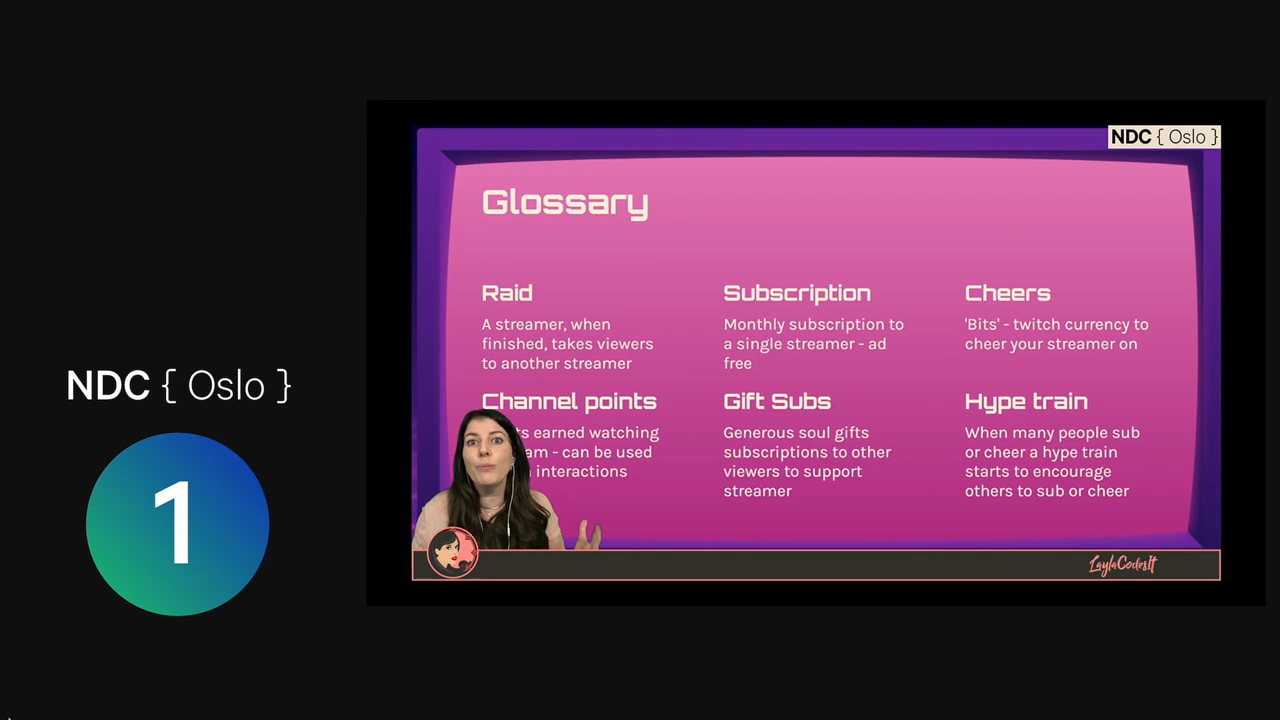 NDC { Oslo }
1
NDC { Oslo }
Glossary
Raid
A streamer, when
finished, takes viewers
to another streamer
Subscription
Monthly subscription to
a single streamer - ad
free
Cheers
'Bits' - twitch currency to
cheer your streamer on
Channel points
earned watching
- can be used
interactions
Gift Subs
Generous soul gifts
subscriptions to other
viewers to support
streamer
Hype train
When many people sub
or cheer a hype train
starts to encourage
others to sub or cheer
LaylaCodesIt